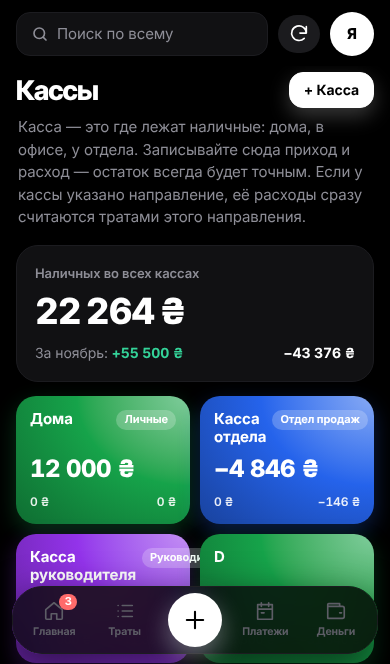 Поиск по всему
Я
Кассы
+ Касса
Касса — это где лежат наличные: дома, в
офисе, у отдела. Записывайте сюда приход и
расход — остаток всегда будет точным. Если у
кассы указано направление, её расходы сразу
считаются тратами этого направления.
Наличных во всех кассах
22 264 ₴
За ноябрь: +55 500 ₴
−43 376 ₴
Дома
Личные
12 000 ₴
0 ₴
0 ₴
Касса
отдела
Отдел продаж
−4 846 ₴
0 ₴
−146 ₴
Касса
руководителя
Руководи
D
3
Главная
Траты
+
Платежи
Деньги